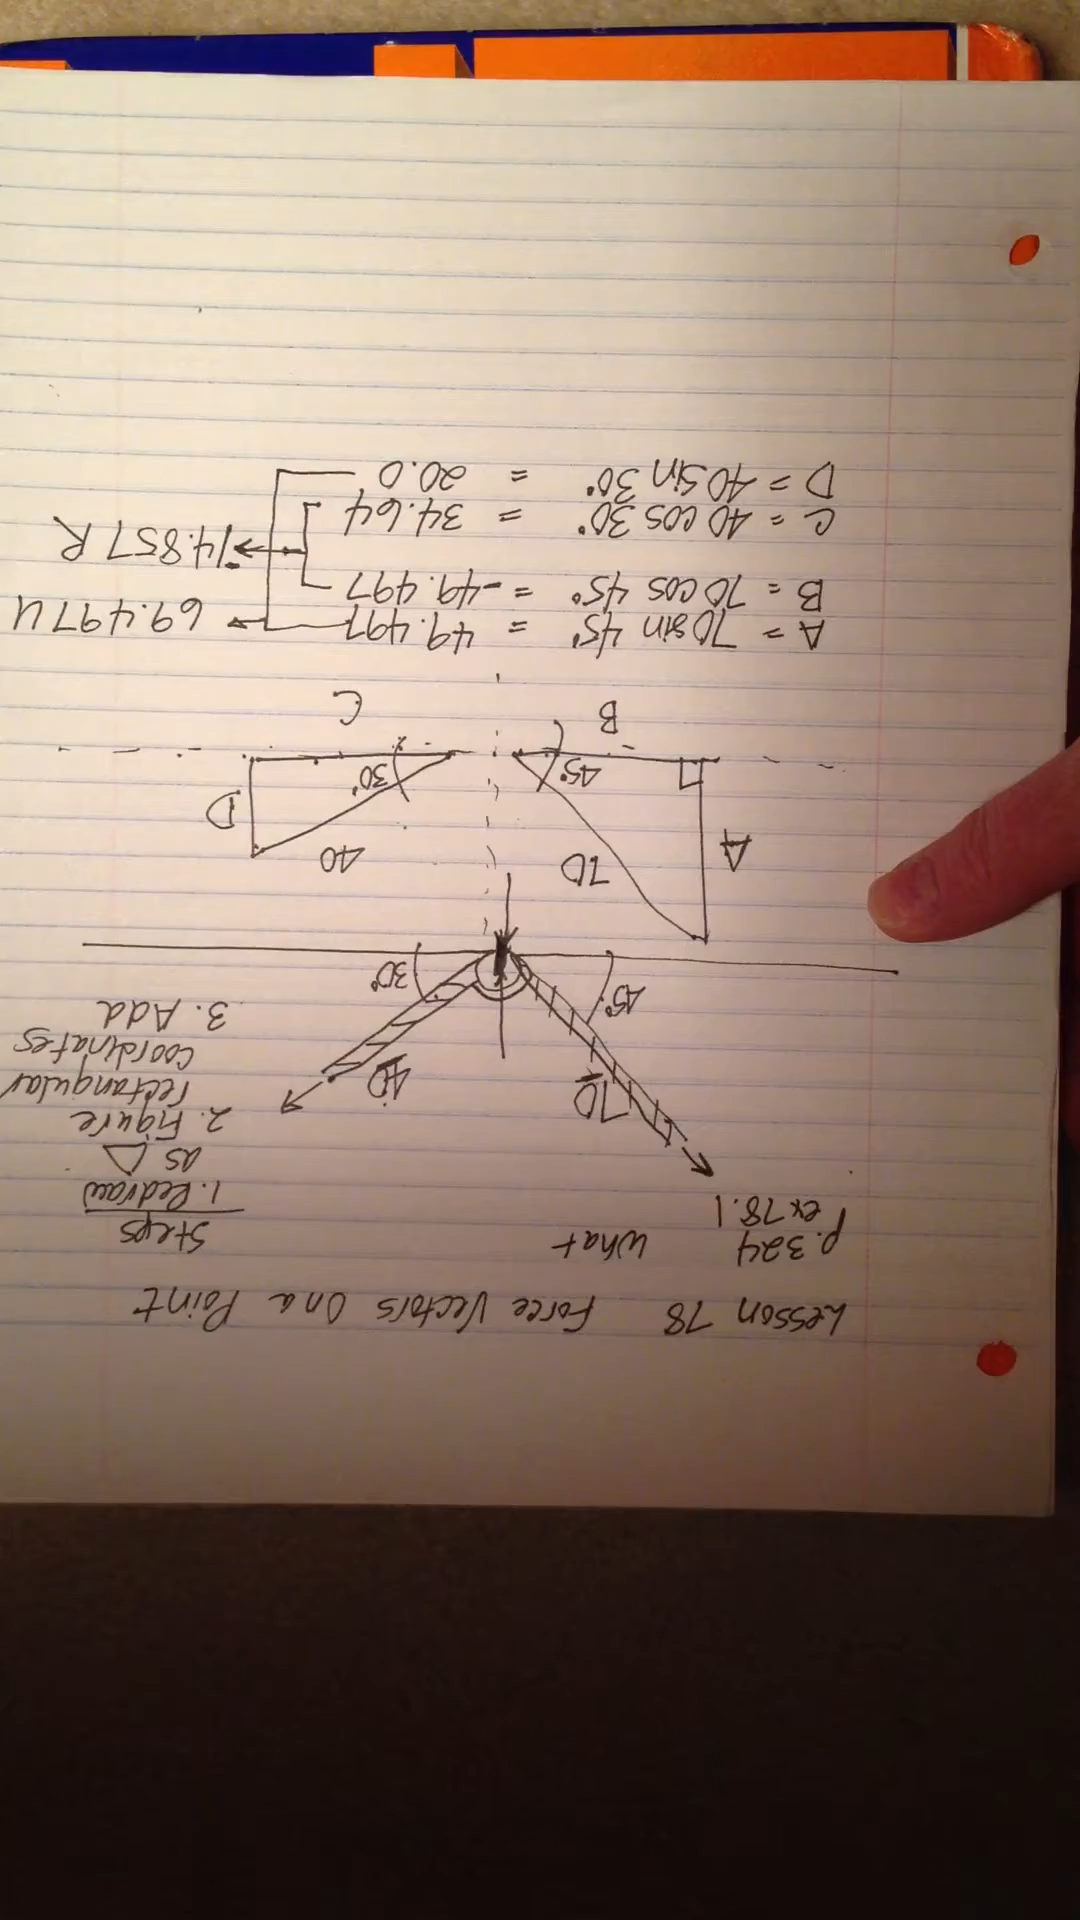 Lesson 78 Force Vectors On a Point
p.324 What
ex 78.1
Steps
1. Redraw
as
2. Figure
rectangular
coordinates
3. Add
70
40
45°
30°
70
40
A
45°
30°
D
B
C
A = 70 sin 45° = 49.497
69.497 U
B = 70 cos 45° = -49.497
-14.857 R
C = 40 cos 30° = 34.64
D = 40 sin 30° = 20.0